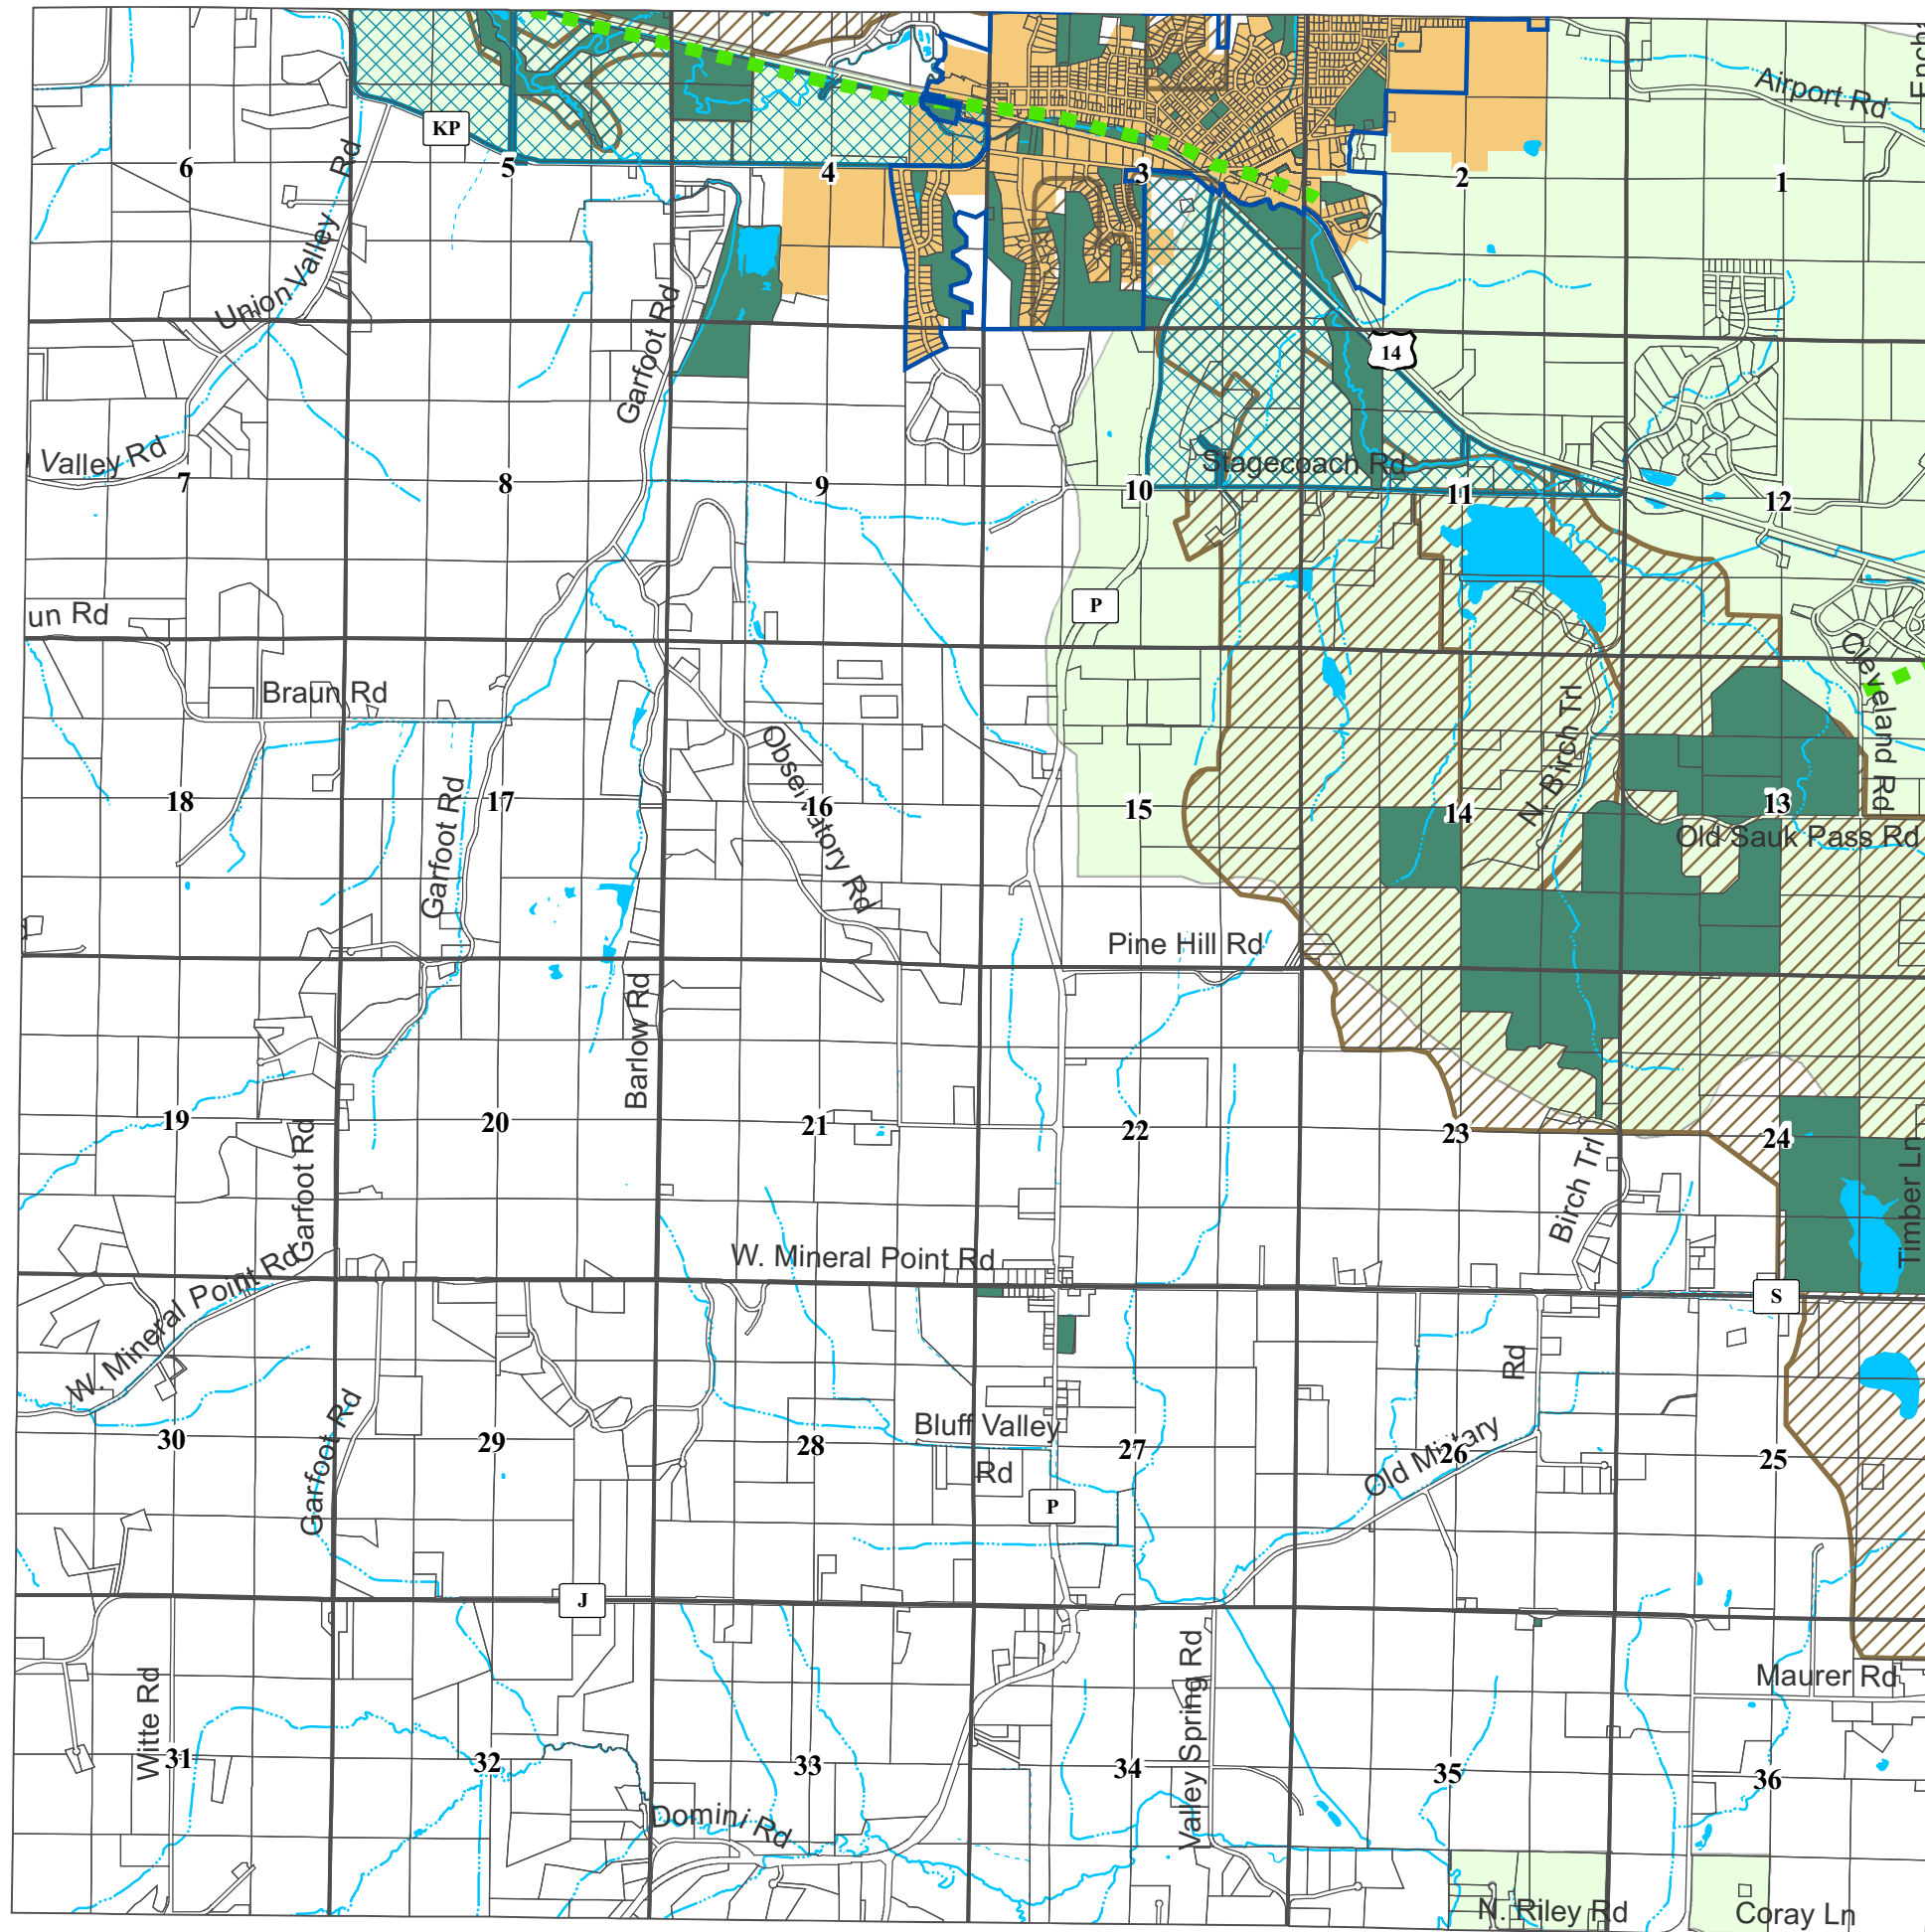 Airport Rd
KP
6
5
4
3
2
1
Union Valley
Rd
Garfoot Rd
14
Valley Rd
Stagecoach Rd
7
8
9
10
11
12
P
un Rd
Cleveland Rd
Braun Rd
N. Birch Trl
Observatory Rd
Garfoot Rd
18
17
16
15
14
13
Old Sauk Pass Rd
Pine Hill Rd
Barlow Rd
19
20
21
22
23
24
Garfoot Rd
Birch Trl
Timber Ln
W. Mineral Point Rd
W. Mineral Point Rd
S
Rd
Garfoot Rd
Bluff Valley
Rd
Old Military
30
29
28
27
26
25
P
J
Witte Rd
Valley Spring Rd
Maurer Rd
31
32
33
34
35
36
Domini Rd
N. Riley Rd
Coray Ln